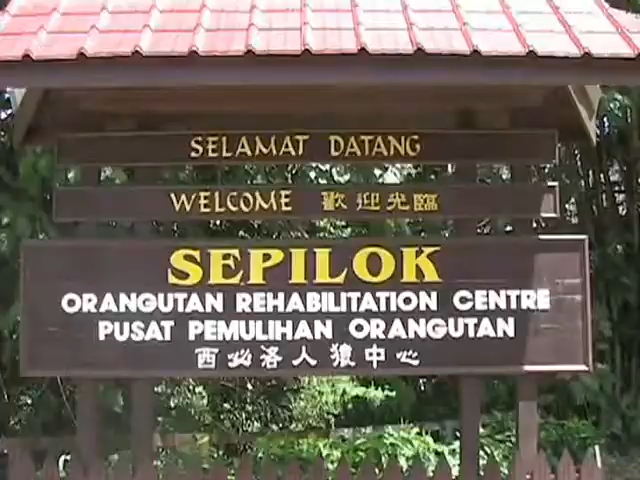 SELAMAT DATANG
WELCOME 歡迎光臨
SEPILOK
ORANGUTAN REHABILITATION CENTRE
PUSAT PEMULIHAN ORANGUTAN
西必洛人猿中心